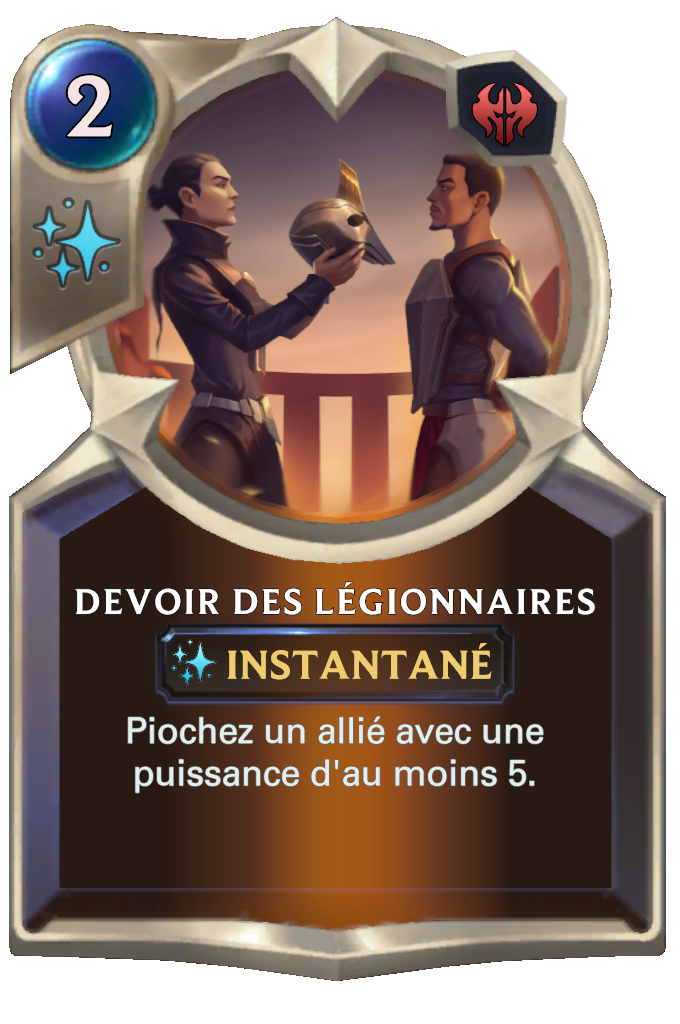 2
DEVOIR DES LÉGIONNAIRES
INSTANTANÉ
Piochez un allié avec une
puissance d'au moins 5.